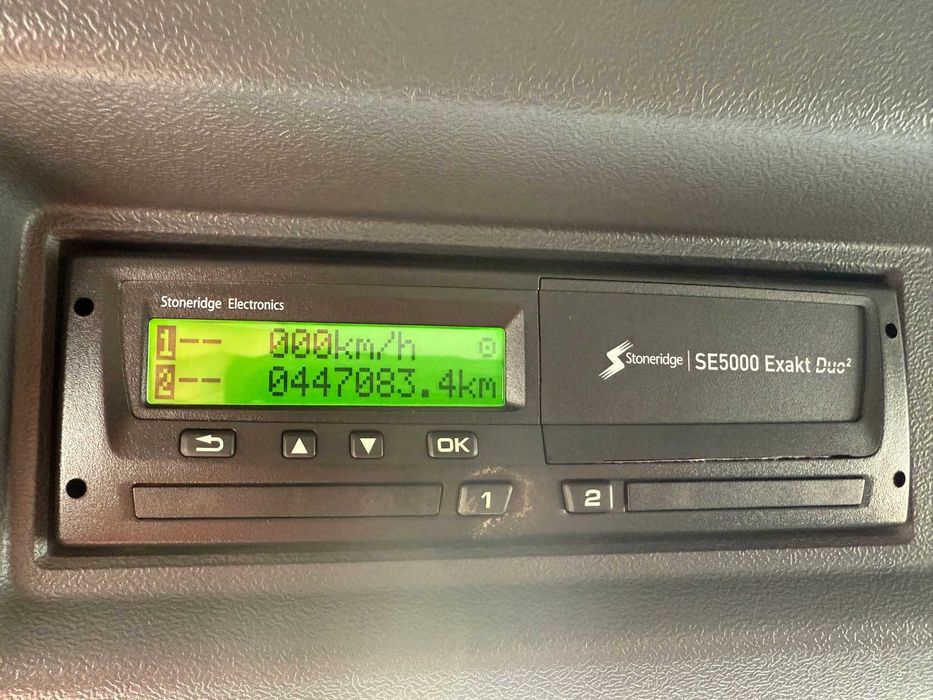 Stoneridge Electronics
1-- 000km/h
2-- 0447083.4km
Stoneridge | SE5000 Exakt Duo²
OK
1
2